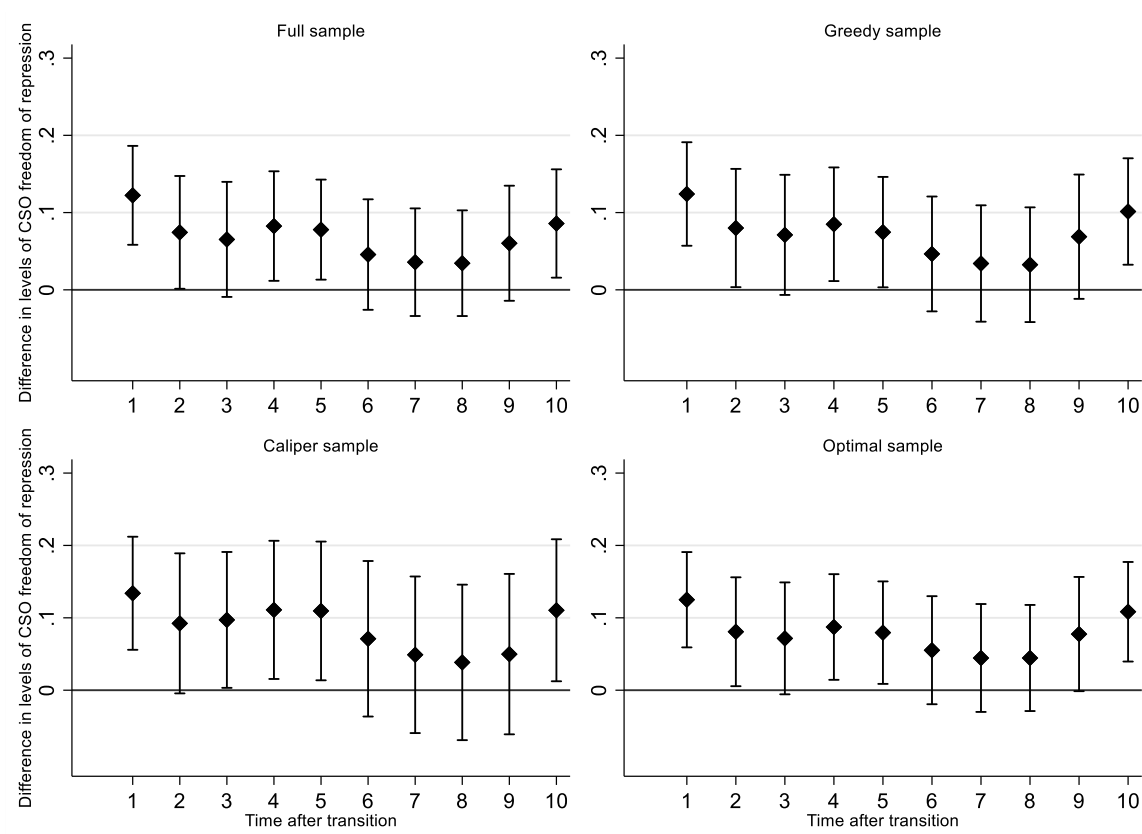 Full sample
Difference in levels of CSO freedom of repression
.3
.2
.1
0
1 2 3 4 5 6 7 8 9 10
Greedy sample
.3
.2
.1
0
1 2 3 4 5 6 7 8 9 10
Caliper sample
Difference in levels of CSO freedom of repression
.3
.2
.1
0
1 2 3 4 5 6 7 8 9 10
Time after transition
Optimal sample
.3
.2
.1
0
1 2 3 4 5 6 7 8 9 10
Time after transition